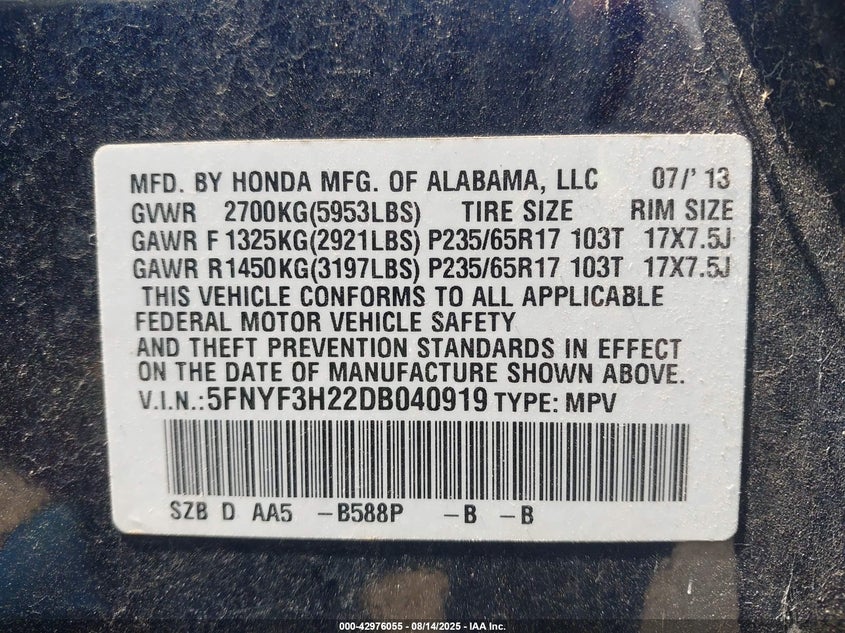 MFD. BY HONDA MFG. OF ALABAMA, LLC 07/' 13
GVWR 2700KG(5953LBS) TIRE SIZE RIM SIZE
GAWR F 1325KG(2921LBS) P235/65R17 103T 17X7.5J
GAWR R1450KG(3197LBS) P235/65R17 103T 17X7.5J
THIS VEHICLE CONFORMS TO ALL APPLICABLE
FEDERAL MOTOR VEHICLE SAFETY
AND THEFT PREVENTION STANDARDS IN EFFECT
ON THE DATE OF MANUFACTURE SHOWN ABOVE.
V.I.N.:5FNYF3H22DB040919 TYPE: MPV
SZB D AA5 -B588P -B -B
000-42976055 - 08/14/2025 - IAA Inc.